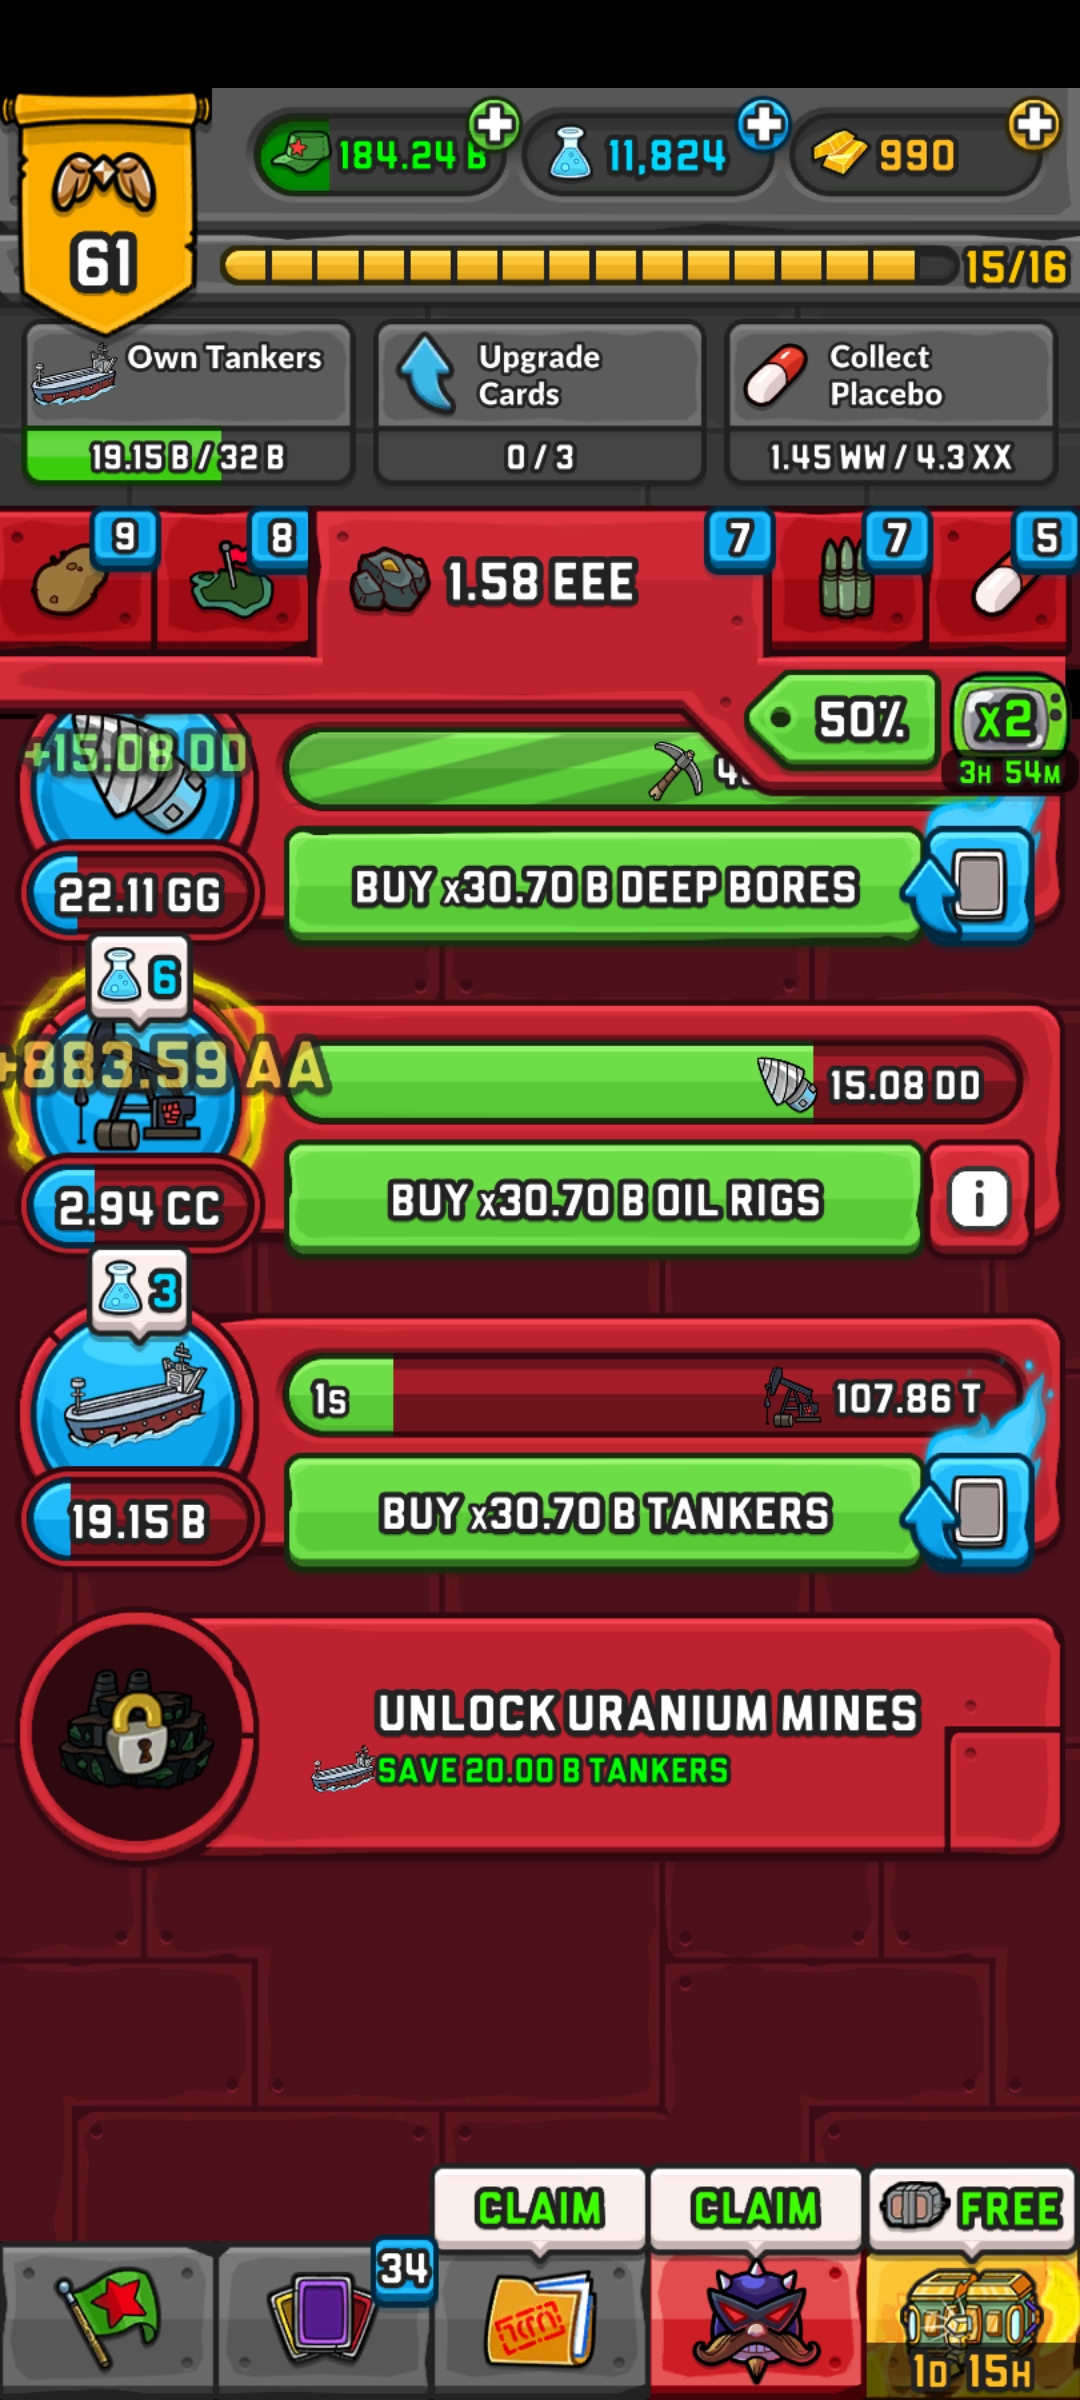 184.24 B
11,824
990
61
15/16
Own Tankers
19.15 B / 32 B
Upgrade
Cards
0 / 3
Collect
Placebo
1.45 WW / 4.3 XX
9
8
1.58 EEE
7
7
5
50%
x2
3H 54M
+15.08 DD
22.11 GG
BUY x30.70 B DEEP BORES
6
+883.59 AA
15.08 DD
2.94 CC
BUY x30.70 B OIL RIGS
i
3
1s
107.86 T
19.15 B
BUY x30.70 B TANKERS
UNLOCK URANIUM MINES
SAVE 20.00 B TANKERS
CLAIM
CLAIM
FREE
34
1D 15H